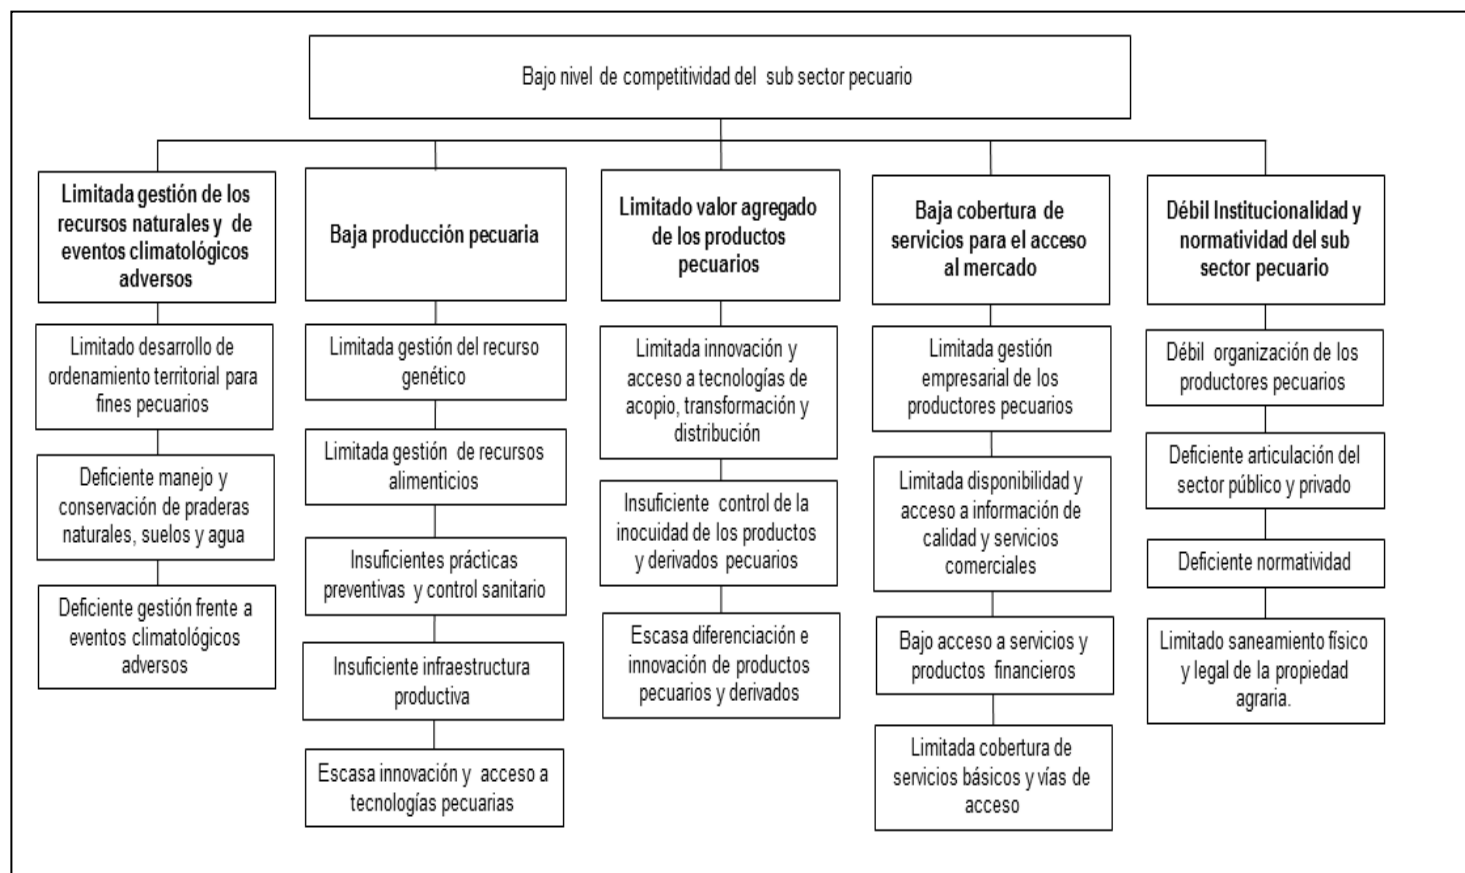 Bajo nivel de competitividad del sub sector pecuario
Limitada gestión de los
recursos naturales y de
eventos climatológicos
adversos
Limitado desarrollo de
ordenamiento territorial para
fines pecuarios
Deficiente manejo y
conservación de praderas
naturales, suelos y agua
Deficiente gestión frente a
eventos climatológicos
adversos
Baja producción pecuaria
Limitada gestión del recurso
genético
Limitada gestión de recursos
alimenticios
Insuficientes prácticas
preventivas y control sanitario
Insuficiente infraestructura
productiva
Escasa innovación y acceso a
tecnologías pecuarias
Limitado valor agregado
de los productos
pecuarios
Limitada innovación y
acceso a tecnologías de
acopio, transformación y
distribución
Insuficiente control de la
inocuidad de los productos
y derivados pecuarios
Escasa diferenciación e
innovación de productos
pecuarios y derivados
Baja cobertura de
servicios para el acceso
al mercado
Limitada gestión
empresarial de los
productores pecuarios
Limitada disponibilidad y
acceso a información de
calidad y servicios
comerciales
Bajo acceso a servicios y
productos financieros
Limitada cobertura de
servicios básicos y vías de
acceso
Débil Institucionalidad y
normatividad del sub
sector pecuario
Débil organización de los
productores pecuarios
Deficiente articulación del
sector público y privado
Deficiente normatividad
Limitado saneamiento físico
y legal de la propiedad
agraria.